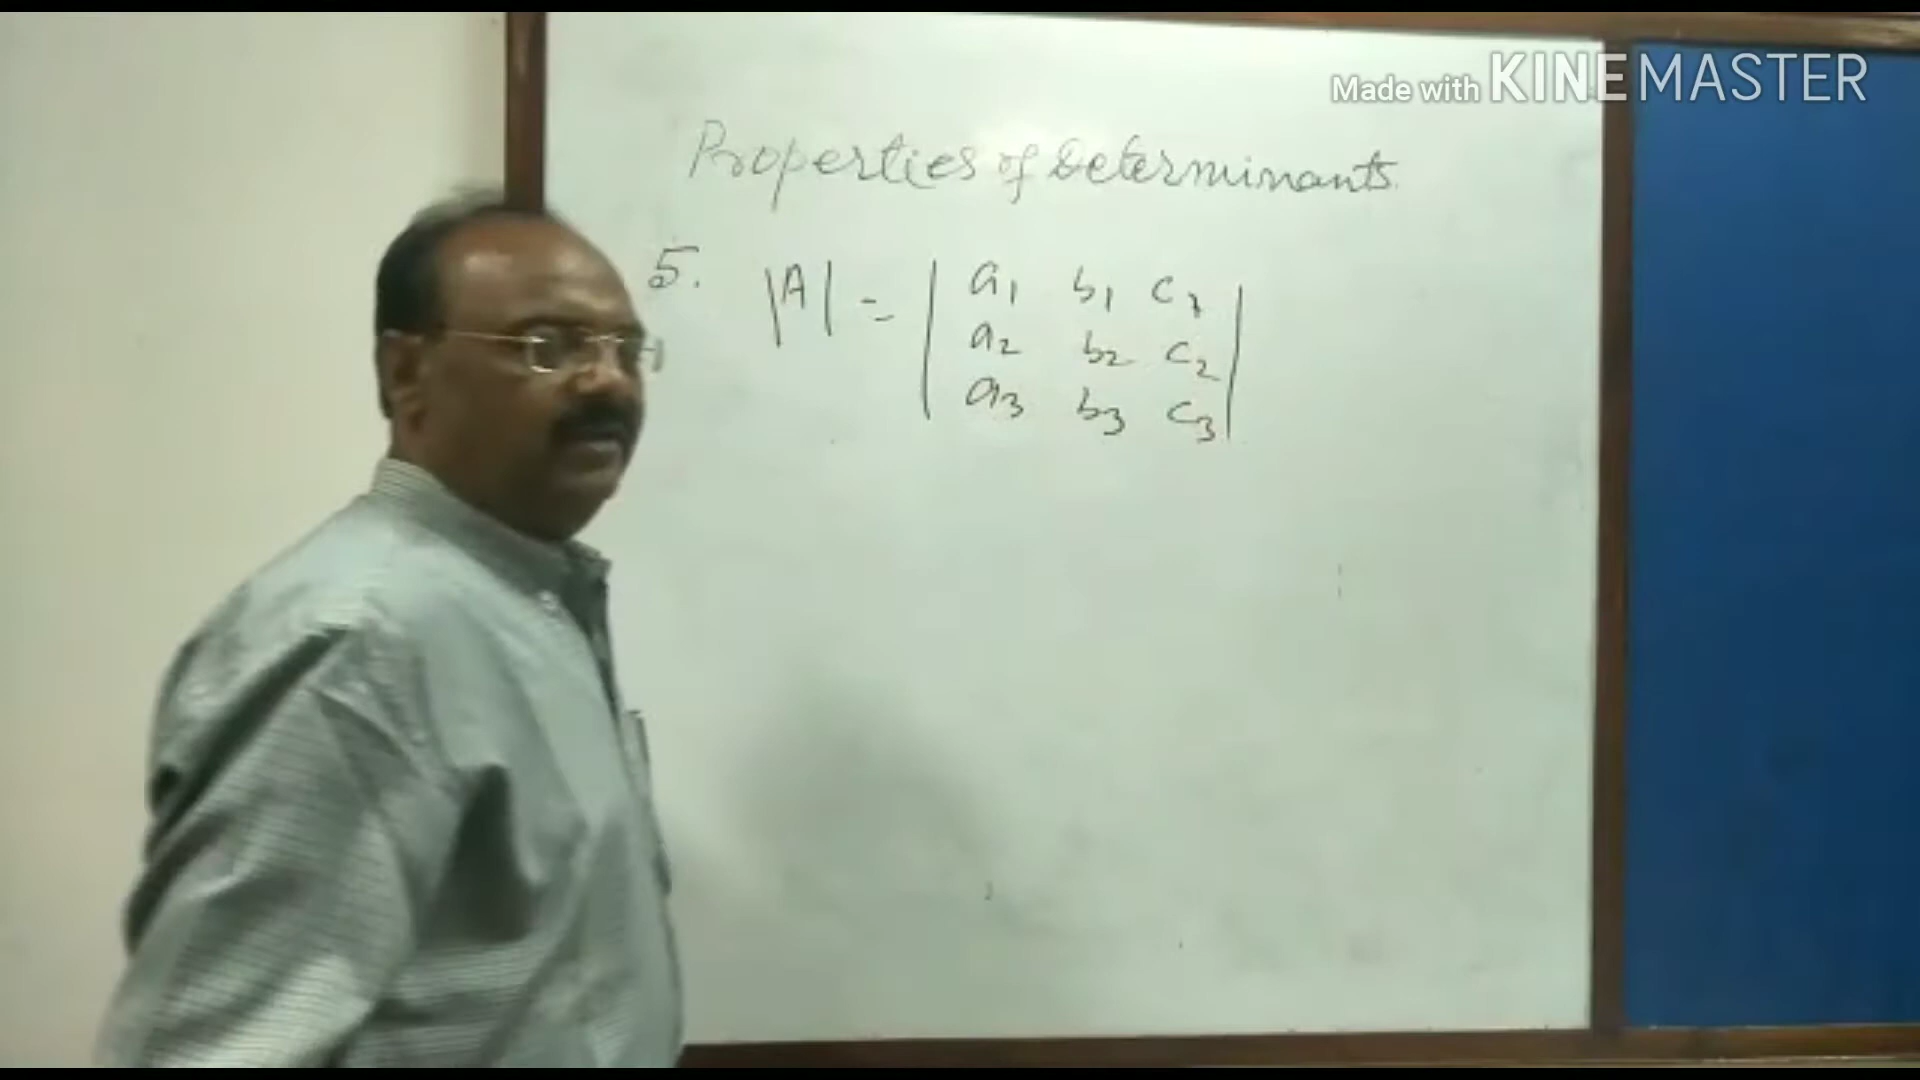 Made with KINEMASTER
Properties of Determinants.
5. |A| = | a₁ b₁ c₁ |
| a₂ b₂ c₂ |
| a₃ b₃ c₃ |